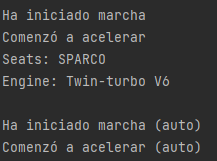 Ha iniciado marcha
Comenzó a acelerar
Seats: SPARCO
Engine: Twin-turbo V6
Ha iniciado marcha (auto)
Comenzó a acelerar (auto)